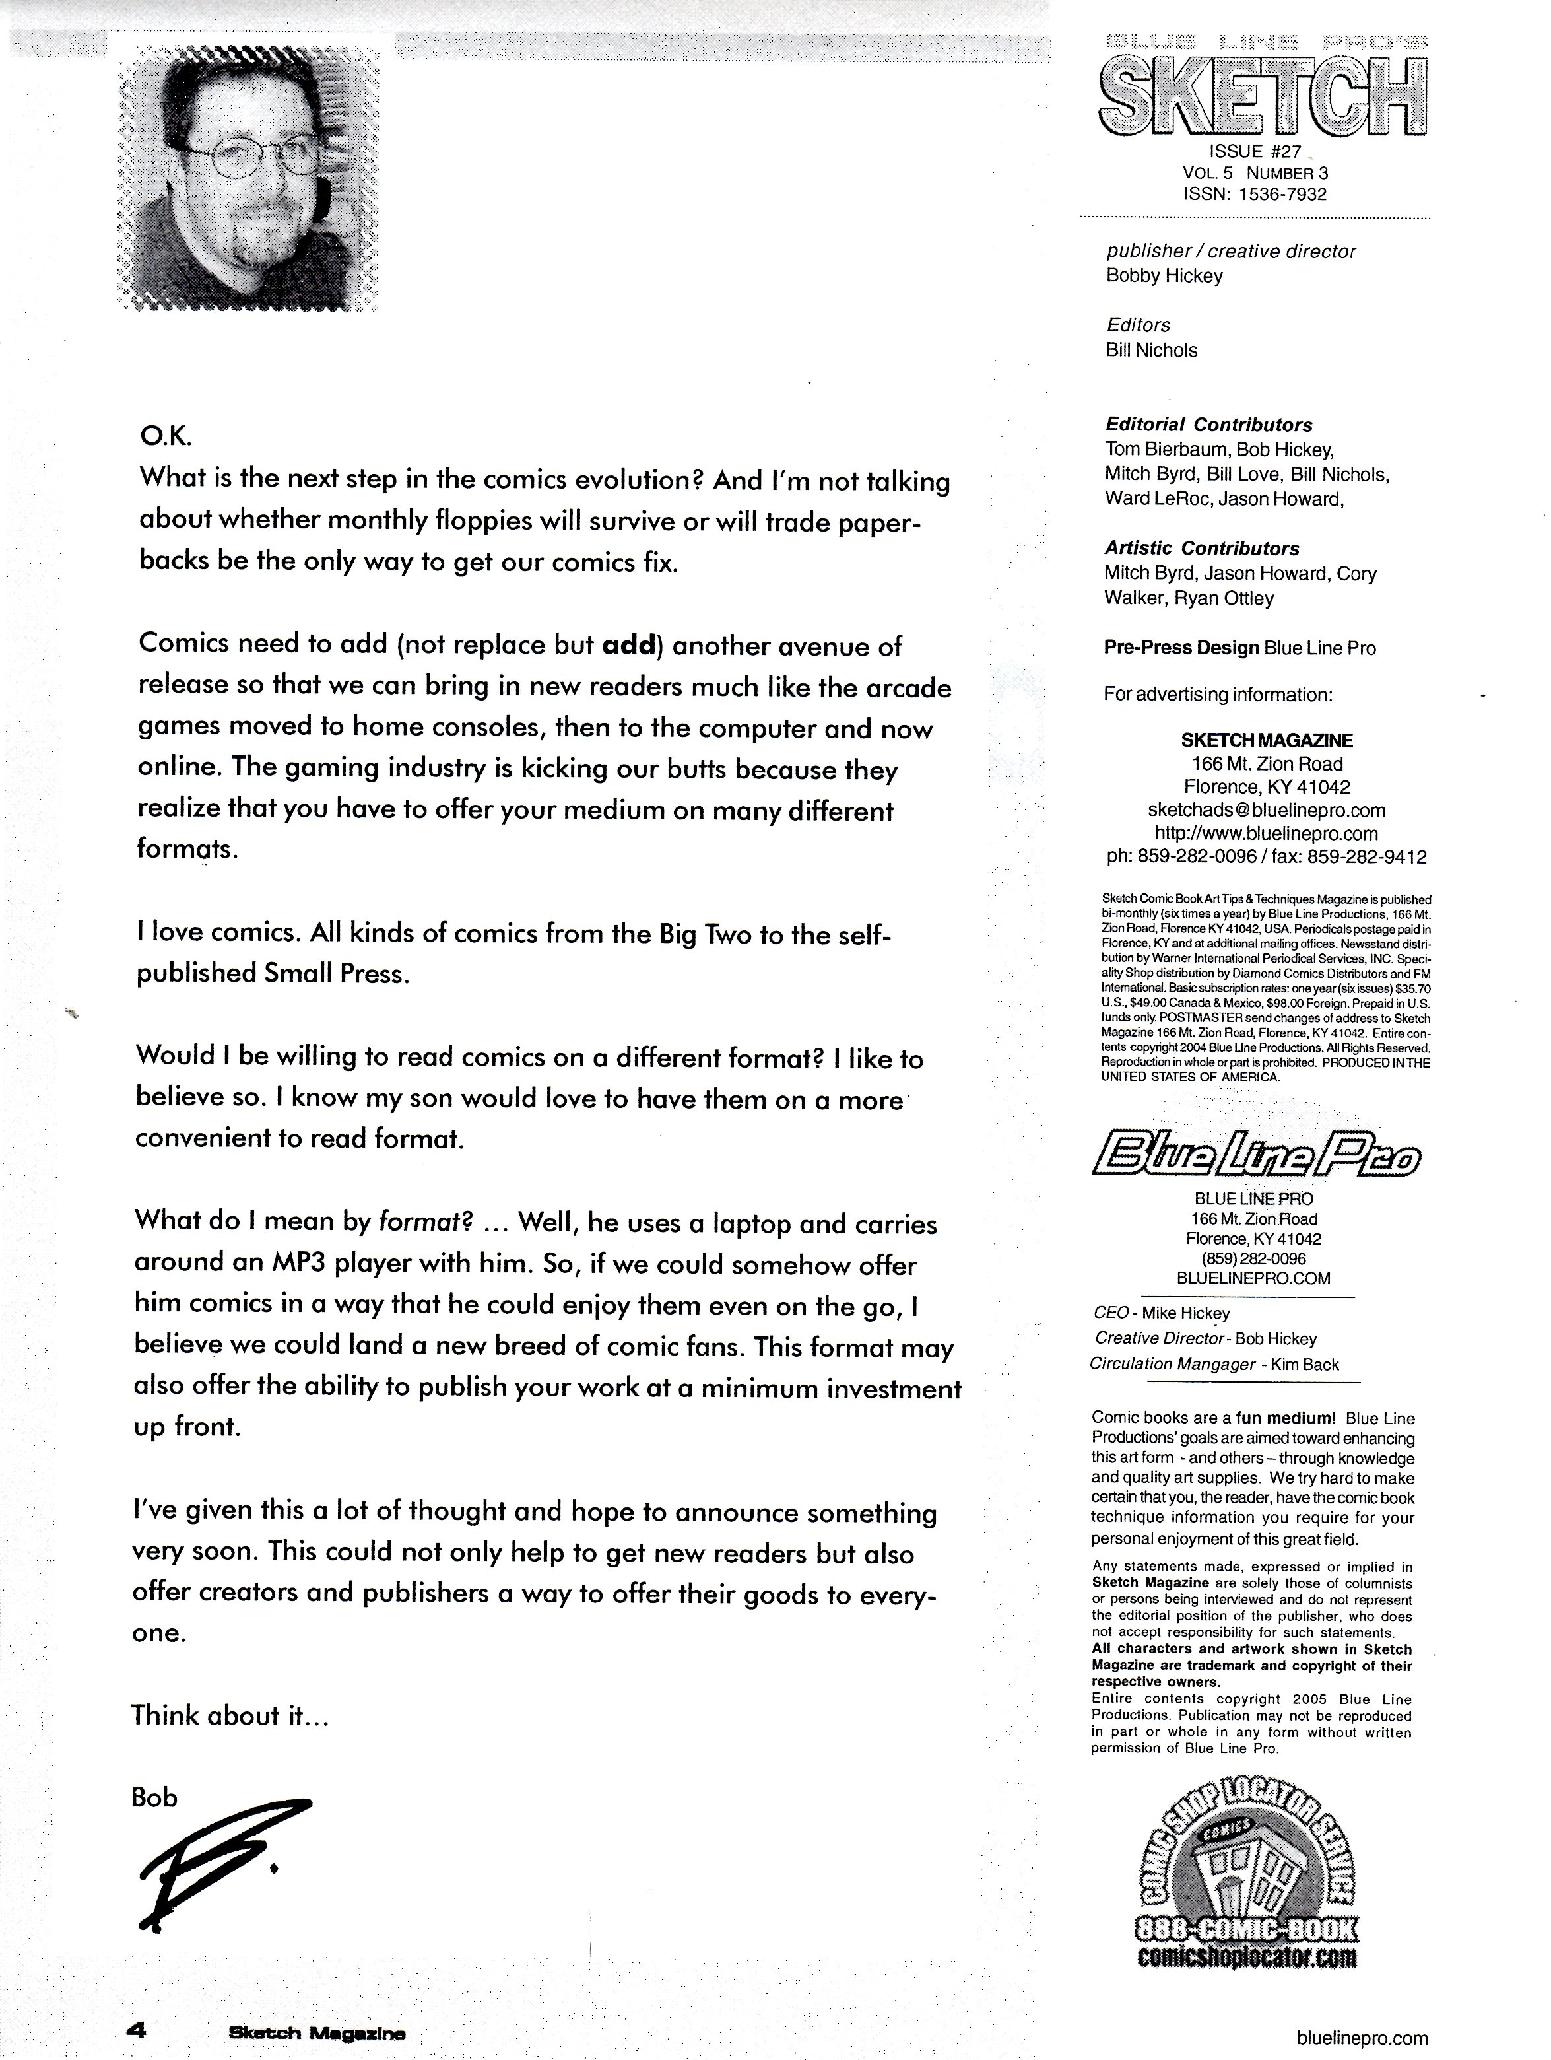 O.K.
What is the next step in the comics evolution? And I'm not talking
about whether monthly floppies will survive or will trade paper-
backs be the only way to get our comics fix.
Comics need to add (not replace but add) another avenue of
release so that we can bring in new readers much like the arcade
games moved to home consoles, then to the computer and now
online. The gaming industry is kicking our butts because they
realize that you have to offer your medium on many different
formats.
I love comics. All kinds of comics from the Big Two to the self-
published Small Press.
Would I be willing to read comics on a different format? I like to
believe so. I know my son would love to have them on a more
convenient to read format.
What do I mean by format? ... Well, he uses a laptop and carries
around an MP3 player with him. So, if we could somehow offer
him comics in a way that he could enjoy them even on the go, I
believe we could land a new breed of comic fans. This format may
also offer the ability to publish your work at a minimum investment
up front.
I've given this a lot of thought and hope to announce something
very soon. This could not only help to get new readers but also
offer creators and publishers a way to offer their goods to every-
one.
Think about it...
Bob
B.
4 Sketch Magazine
BLUE LINE PRO'S
SKETCH
ISSUE #27
VOL. 5 NUMBER 3
ISSN: 1536-7932
publisher / creative director
Bobby Hickey
Editors
Bill Nichols
Editorial Contributors
Tom Bierbaum, Bob Hickey,
Mitch Byrd, Bill Love, Bill Nichols,
Ward LeRoc, Jason Howard,
Artistic Contributors
Mitch Byrd, Jason Howard, Cory
Walker, Ryan Ottley
Pre-Press Design Blue Line Pro
For advertising information:
SKETCH MAGAZINE
166 Mt. Zion Road
Florence, KY 41042
sketchads@bluelinepro.com
http://www.bluelinepro.com
ph: 859-282-0096 / fax: 859-282-9412
Sketch Comic Book Art Tips & Techniques Magazine is published
bi-monthly (six times a year) by Blue Line Productions, 166 Mt.
Zion Road, Florence KY 41042, USA. Periodicals postage paid in
Florence, KY and at additional mailing offices. Newsstand distri-
bution by Warner International Periodical Services, INC. Speci-
ality Shop distribution by Diamond Comics Distributors and FM
International. Basic subscription rates: one year (six issues) $35.70
U.S., $49.00 Canada & Mexico, $98.00 Foreign. Prepaid in U.S.
funds only. POSTMASTER send changes of address to Sketch
Magazine 166 Mt. Zion Road, Florence, KY 41042. Entire con-
tents copyright 2004 Blue Line Productions. All Rights Reserved.
Reproduction in whole or part is prohibited. PRODUCED IN THE
UNITED STATES OF AMERICA.
Blue Line Pro
BLUE LINE PRO
166 Mt. Zion Road
Florence, KY 41042
(859) 282-0096
BLUELINEPRO.COM
CEO - Mike Hickey
Creative Director - Bob Hickey
Circulation Mangager - Kim Back
Comic books are a fun medium! Blue Line
Productions' goals are aimed toward enhancing
this art form - and others – through knowledge
and quality art supplies. We try hard to make
certain that you, the reader, have the comic book
technique information you require for your
personal enjoyment of this great field.
Any statements made, expressed or implied in
Sketch Magazine are solely those of columnists
or persons being interviewed and do not represent
the editorial position of the publisher, who does
not accept responsibility for such statements.
All characters and artwork shown in Sketch
Magazine are trademark and copyright of their
respective owners.
Entire contents copyright 2005 Blue Line
Productions. Publication may not be reproduced
in part or whole in any form without written
permission of Blue Line Pro.
COMIC SHOP LOCATOR SERVICE
COMICS
888-COMIC-BOOK
comicshoplocator.com
bluelinepro.com